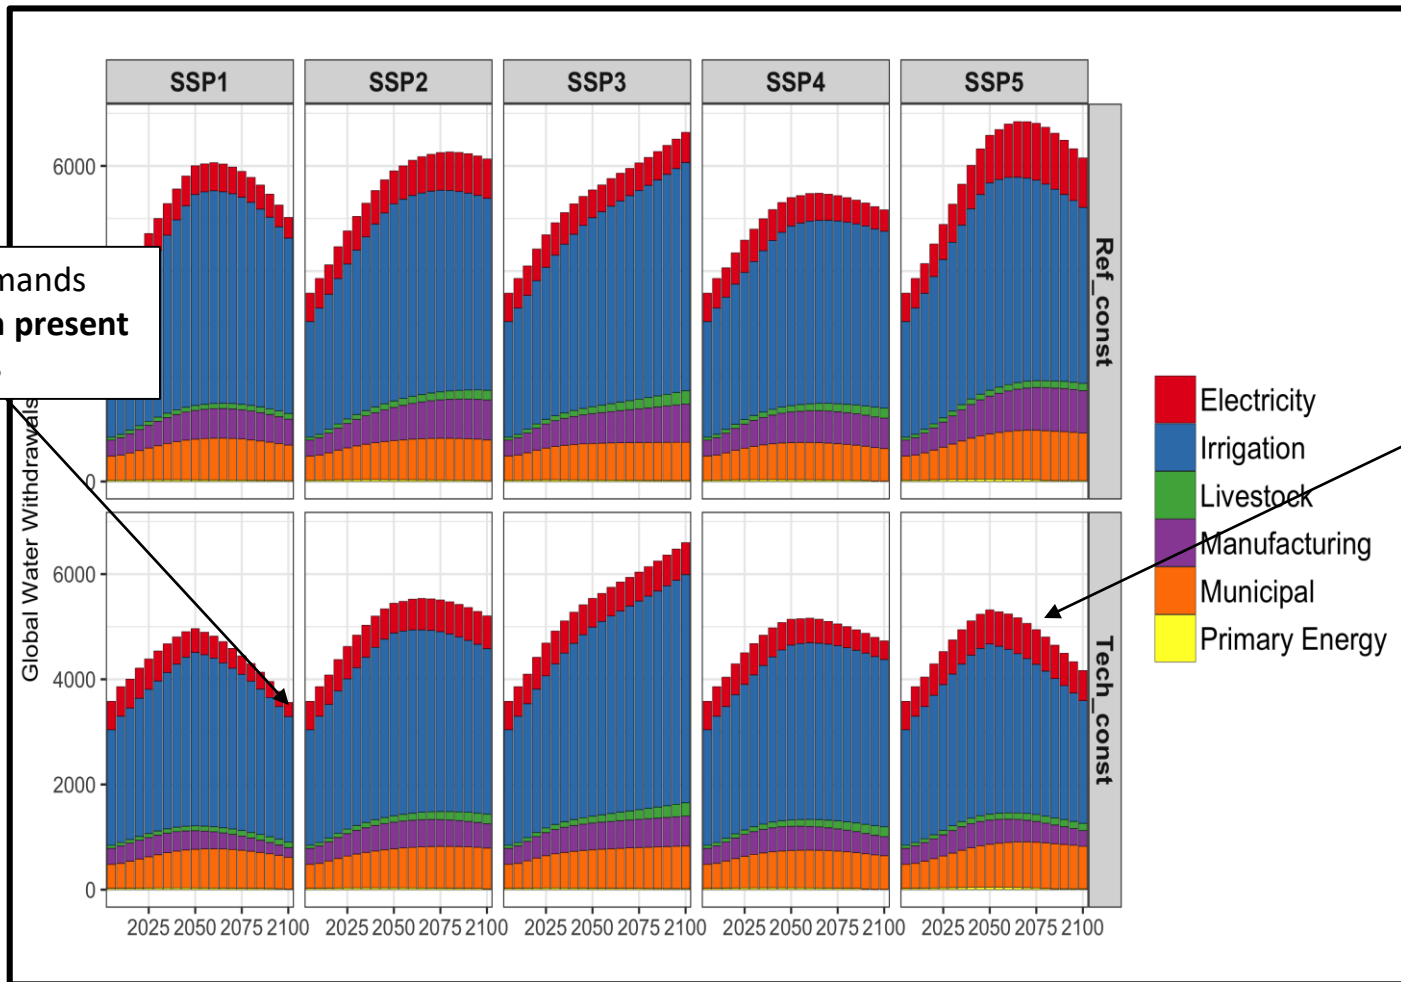 SSP1 SSP2 SSP3 SSP4 SSP5
6000
0
Ref_const
present
Global Water Withdrawals
6000
4000
2000
0
Tech_const
2025 2050 2075 2100 2025 2050 2075 2100 2025 2050 2075 2100 2025 2050 2075 2100 2025 2050 2075 2100
Electricity
Irrigation
Livestock
Manufacturing
Municipal
Primary Energy